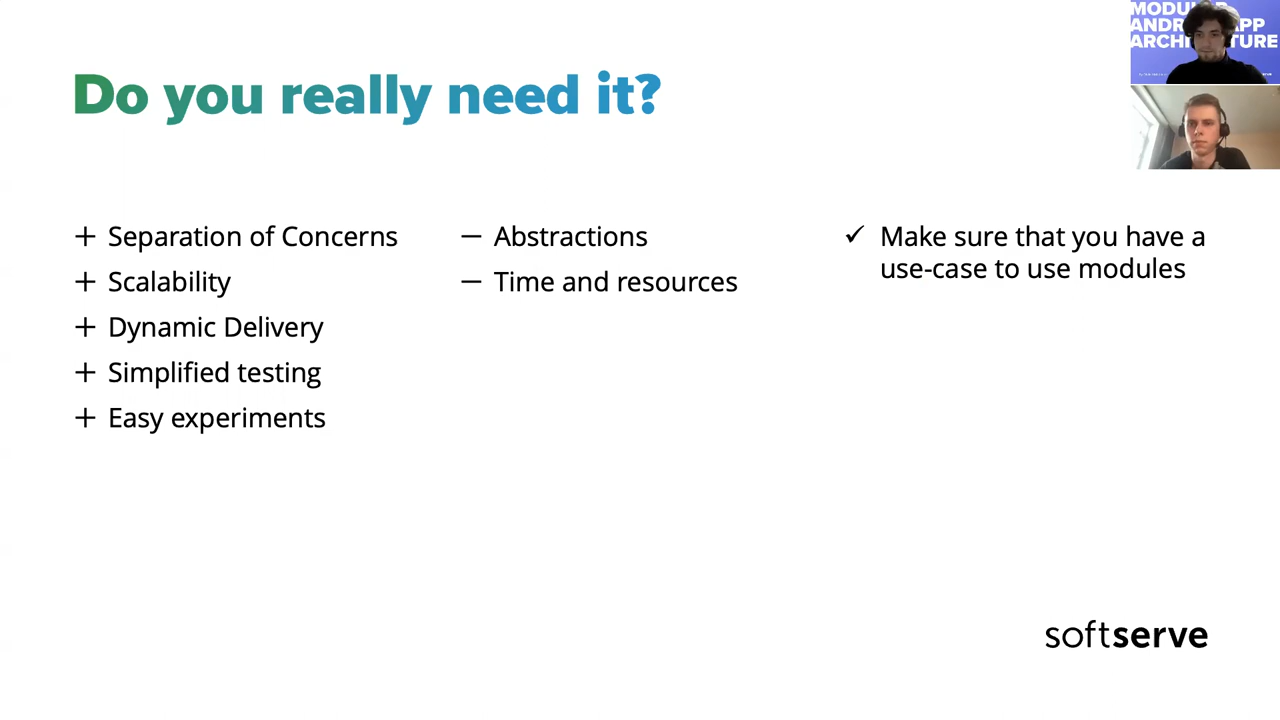 Do you really need it?
+ Separation of Concerns
+ Scalability
+ Dynamic Delivery
+ Simplified testing
+ Easy experiments
− Abstractions
− Time and resources
✓ Make sure that you have a
use-case to use modules
softserve
APP